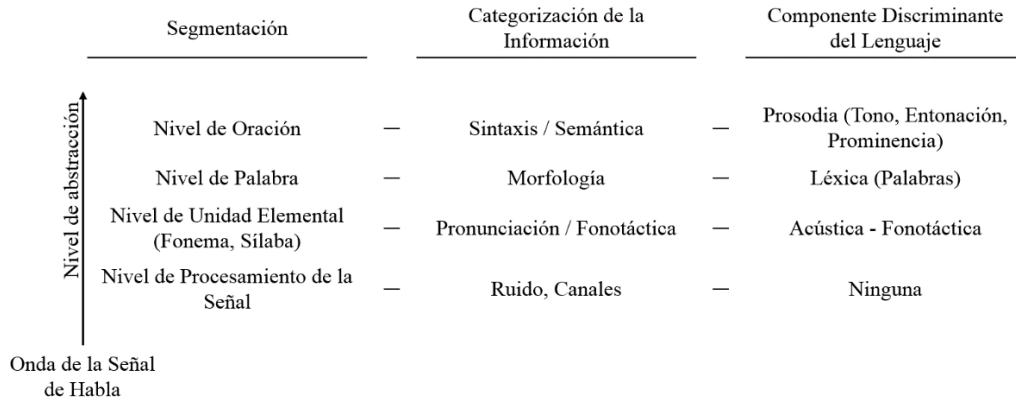 Segmentación
Categorización de la
Información
Componente Discriminante
del Lenguaje
Nivel de abstracción
Nivel de Oración
—
Sintaxis / Semántica
—
Prosodia (Tono, Entonación,
Prominencia)
Nivel de Palabra
—
Morfología
—
Léxica (Palabras)
Nivel de Unidad Elemental
(Fonema, Sílaba)
—
Pronunciación / Fonotáctica
—
Acústica - Fonotáctica
Nivel de Procesamiento de la
Señal
—
Ruido, Canales
—
Ninguna
Onda de la Señal
de Habla